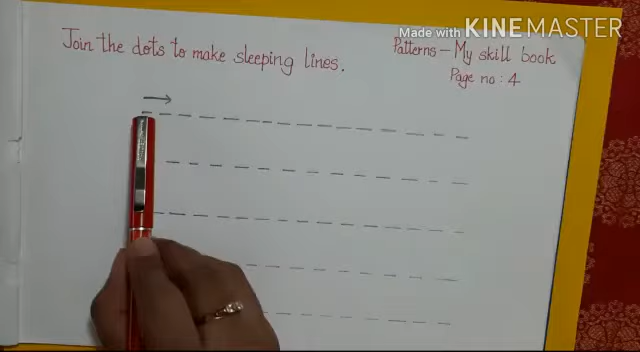 Made with KINEMASTER
Join the dots to make sleeping lines.
Patterns - My skill book
Page no : 4